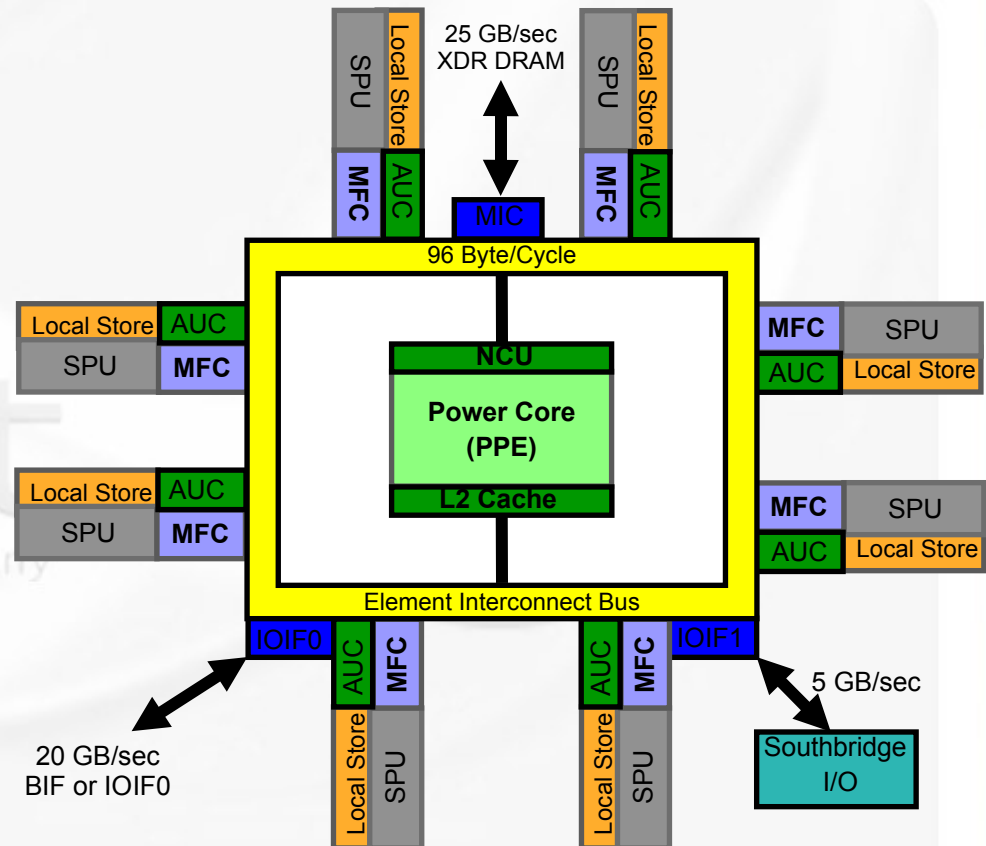 25 GB/sec
XDR DRAM
SPU
Local Store
MFC
AUC
MIC
SPU
Local Store
MFC
AUC
96 Byte/Cycle
Local Store
AUC
SPU
MFC
MFC
SPU
AUC
Local Store
NCU
Power Core
(PPE)
L2 Cache
Local Store
AUC
SPU
MFC
MFC
SPU
AUC
Local Store
Element Interconnect Bus
IOIF0
AUC
MFC
Local Store
SPU
AUC
MFC
Local Store
SPU
IOIF1
20 GB/sec
BIF or IOIF0
5 GB/sec
Southbridge
I/O